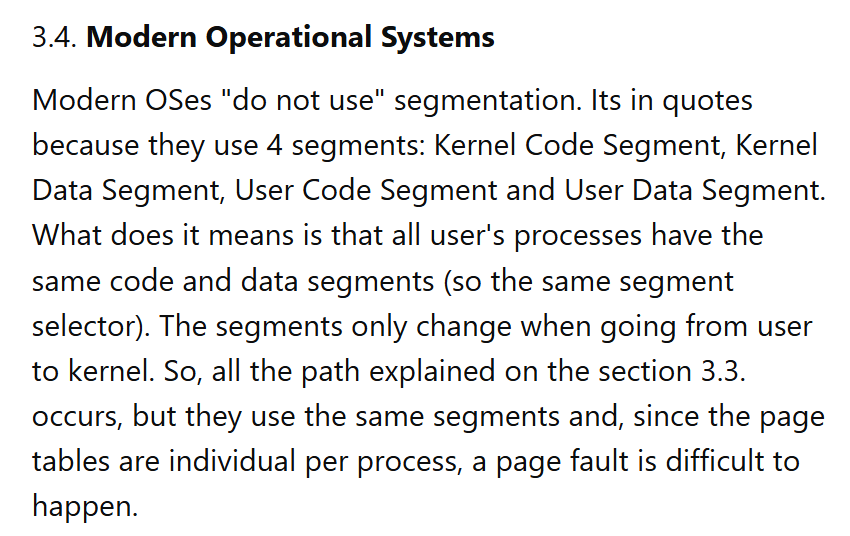 3.4. Modern Operational Systems
Modern OSes "do not use" segmentation. Its in quotes
because they use 4 segments: Kernel Code Segment, Kernel
Data Segment, User Code Segment and User Data Segment.
What does it means is that all user's processes have the
same code and data segments (so the same segment
selector). The segments only change when going from user
to kernel. So, all the path explained on the section 3.3.
occurs, but they use the same segments and, since the page
tables are individual per process, a page fault is difficult to
happen.